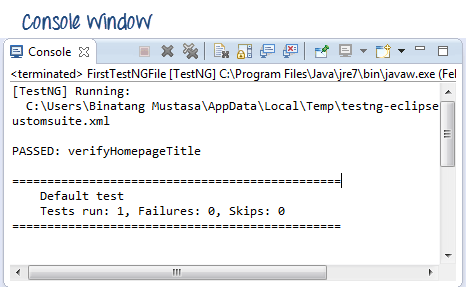 Console Window
Console
<terminated> FirstTestNGFile [TestNG] C:\Program Files\Java\jre7\bin\javaw.exe (Fel
[TestNG] Running:
C:\Users\Binatang Mustasa\AppData\Local\Temp\testng-eclipse
ustomsuite.xml
PASSED: verifyHomepageTitle
===============================================
Default test
Tests run: 1, Failures: 0, Skips: 0
===============================================